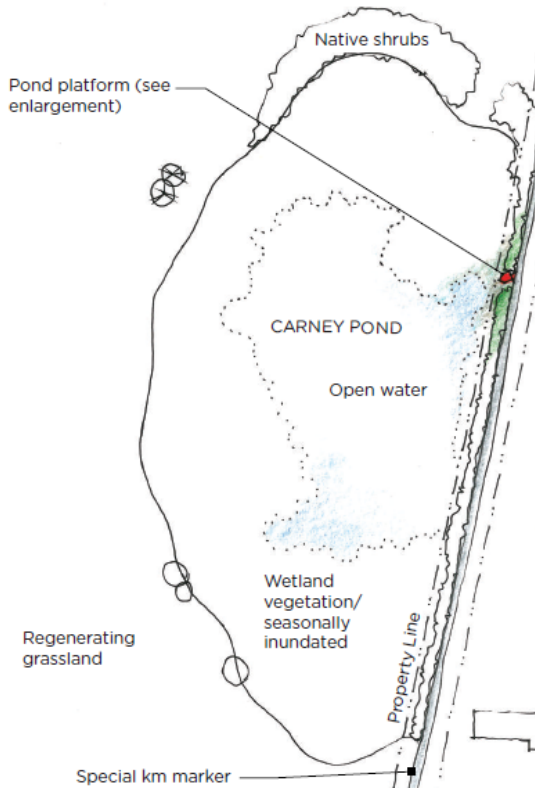 Native shrubs
Pond platform (see
enlargement)
CARNEY POND
Open water
Wetland
vegetation/
seasonally
inundated
Regenerating
grassland
Property Line
Special km marker